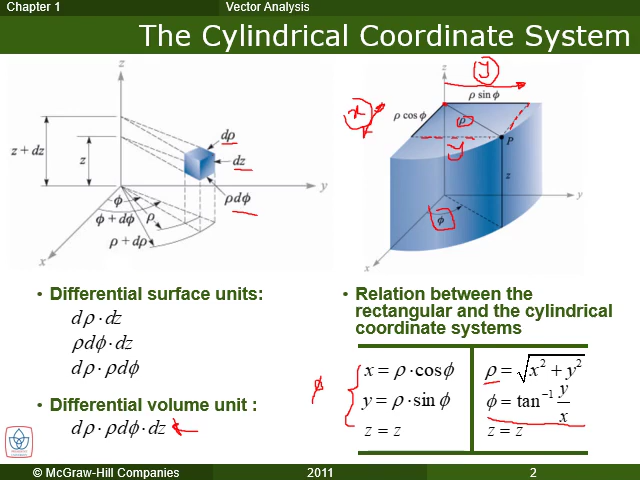 Chapter 1
Vector Analysis
The Cylindrical Coordinate System
z
z + dz
z
dρ
dz
ρdϕ
y
ϕ
ϕ + dϕ
ρ
ρ + dρ
x
y
z
ρ sin ϕ
x
ρ cos ϕ
ρ
y
P
z
ϕ
y
x
• Differential surface units:
dρ · dz
ρdϕ · dz
dρ · ρdϕ
• Differential volume unit :
dρ · ρdϕ · dz
• Relation between the
rectangular and the cylindrical
coordinate systems
x = ρ · cos ϕ
y = ρ · sin ϕ
z = z
ϕ
ρ = √x² + y²
ϕ = tan⁻¹ y/x
z = z
© McGraw-Hill Companies
2011
2